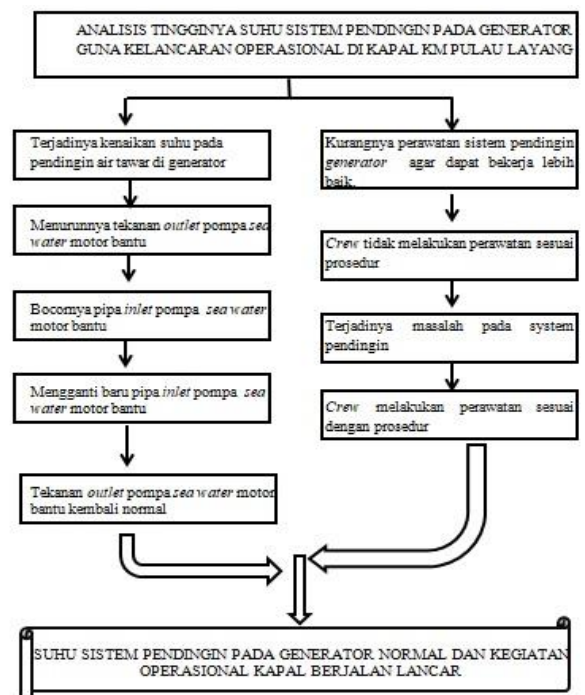 ANALISIS TINGGINYA SUHU SISTEM PENDINGIN PADA GENERATOR
GUNA KELANCARAN OPERASIONAL DI KAPAL KM PULAU LAYANG
Terjadinya kenaikan suhu pada
pendingin air tawar di generator
Menurunnya tekanan outlet pompa sea
water motor bantu
Bocornya pipa inlet pompa sea water
motor bantu
Mengganti baru pipa inlet pompa sea
water motor bantu
Tekanan outlet pompa sea water motor
bantu kembali normal
Kurangnya perawatan sistem pendingin
generator agar dapat bekerja lebih
baik.
Crew tidak melakukan perawatan sesuai
prosedur
Terjadinya masalah pada system
pendingin
Crew melakukan perawatan sesuai
dengan prosedur
SUHU SISTEM PENDINGIN PADA GENERATOR NORMAL DAN KEGIATAN
OPERASIONAL KAPAL BERJALAN LANCAR